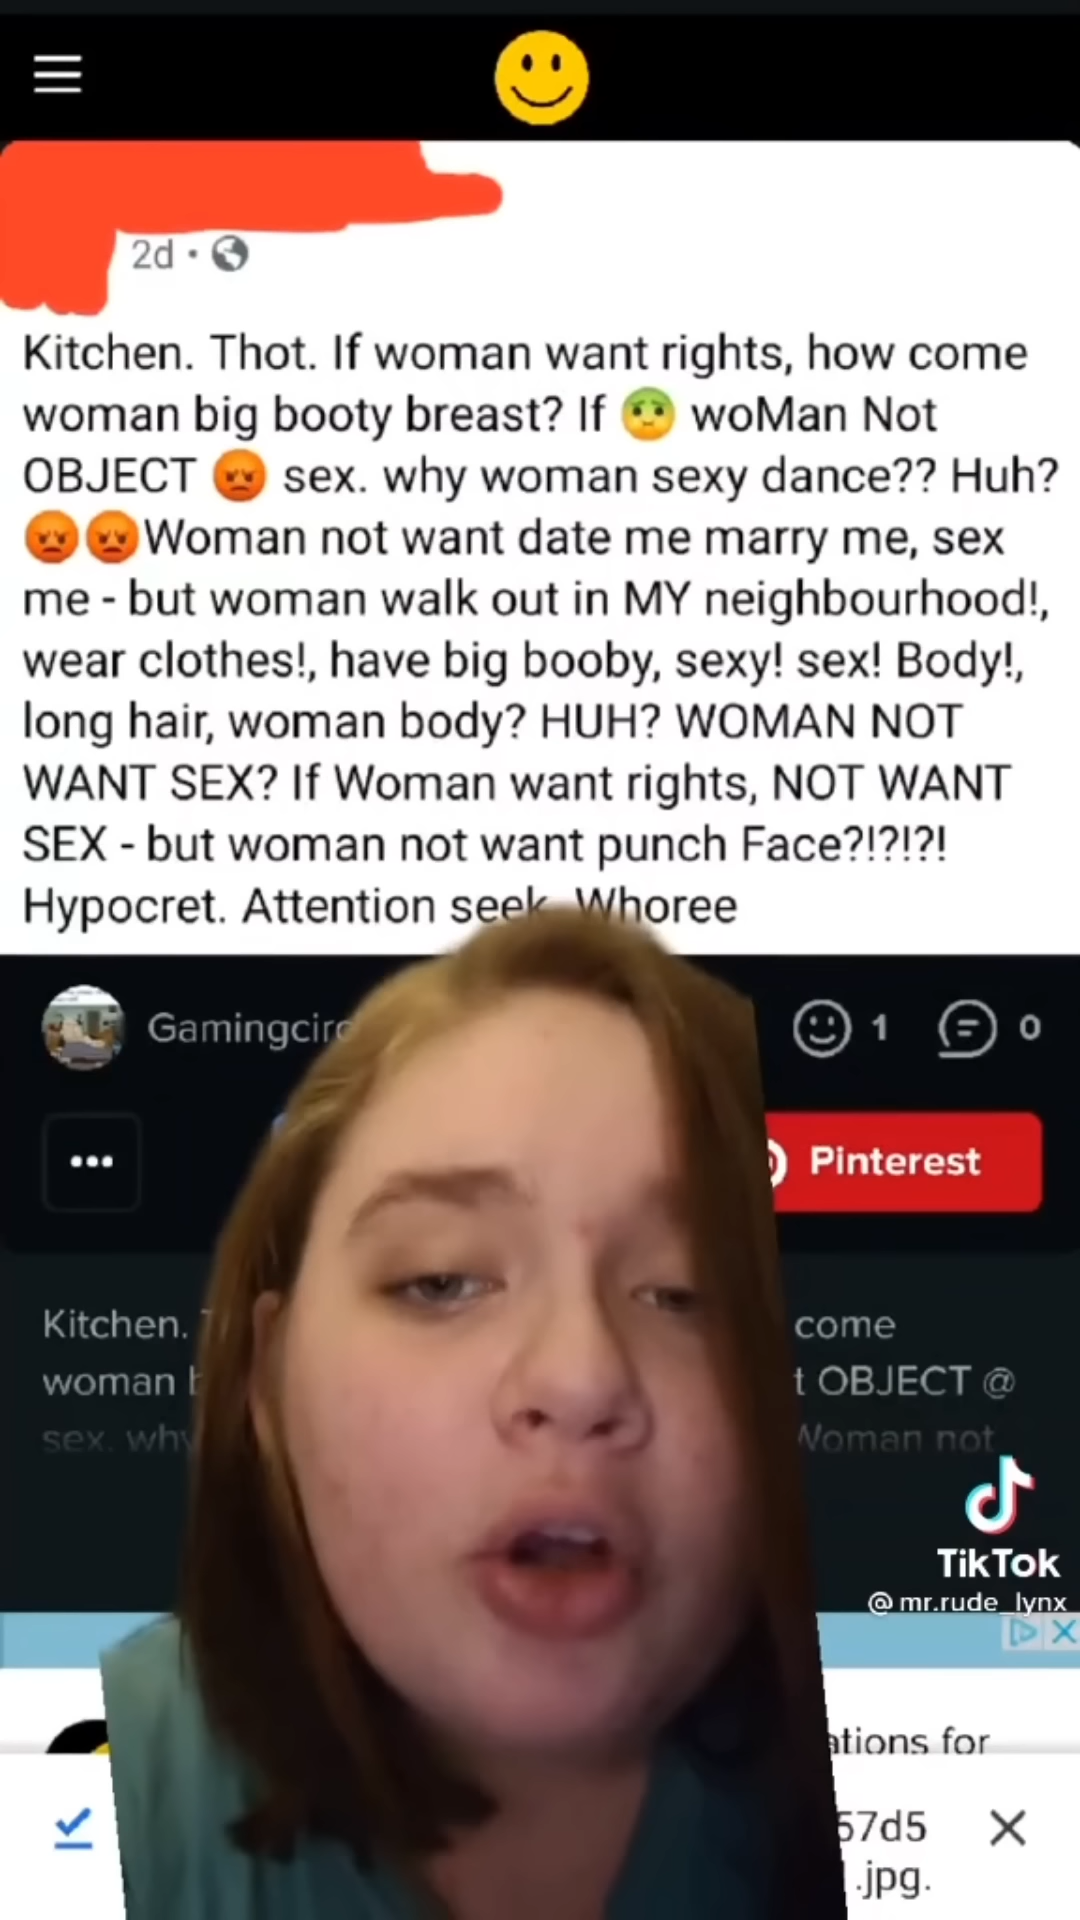 2d •
Kitchen. Thot. If woman want rights, how come
woman big booty breast? If 🤢 woMan Not
OBJECT 😡 sex. why woman sexy dance?? Huh?
😡😡Woman not want date me marry me, sex
me - but woman walk out in MY neighbourhood!,
wear clothes!, have big booby, sexy! sex! Body!,
long hair, woman body? HUH? WOMAN NOT
WANT SEX? If Woman want rights, NOT WANT
SEX - but woman not want punch Face?!?!?!
Hypocret. Attention seek. Whoree
Gamingcirc
1
0
Pinterest
Kitchen. come
woman t OBJECT @
sex. why Woman not
TikTok
@mr.rude_lynx
ations for
57d5
.jpg.